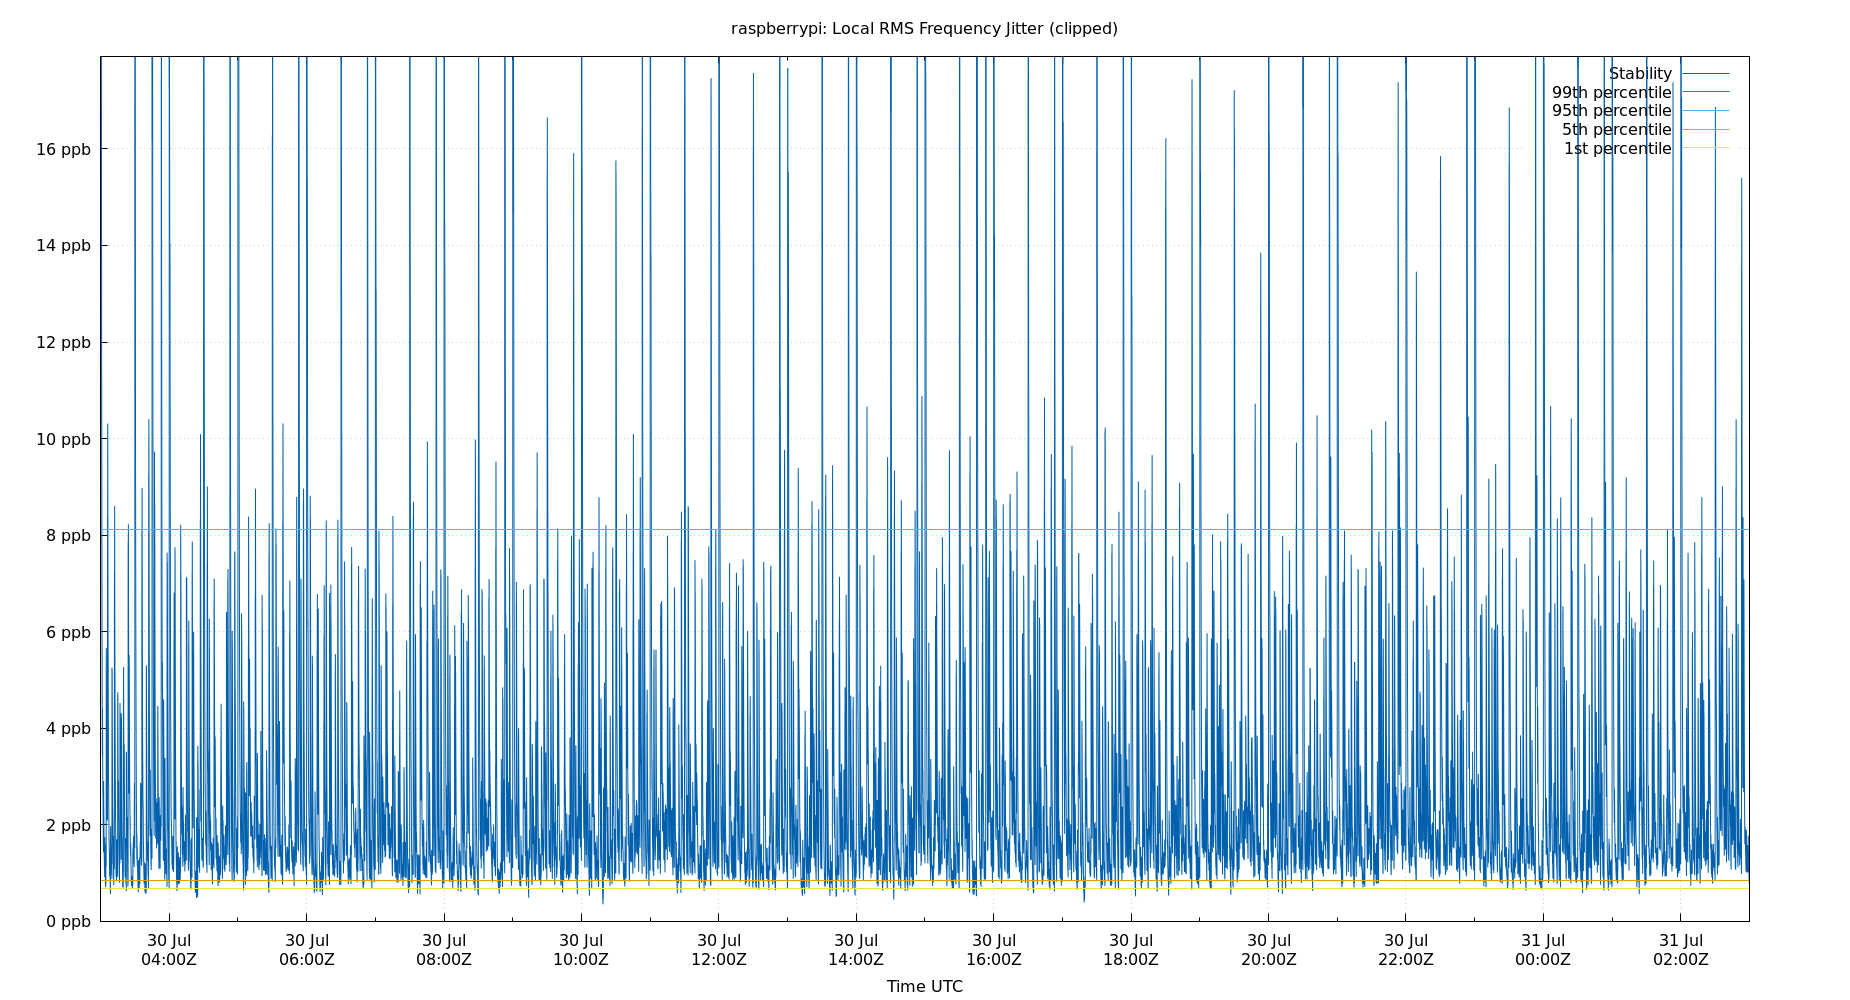 raspberrypi: Local RMS Frequency Jitter (clipped)
Stability
99th percentile
95th percentile
5th percentile
1st percentile
16 ppb
14 ppb
12 ppb
10 ppb
8 ppb
6 ppb
4 ppb
2 ppb
0 ppb
30 Jul 30 Jul 30 Jul 30 Jul 30 Jul 30 Jul 30 Jul 30 Jul 30 Jul 30 Jul 31 Jul 31 Jul
04:00Z 06:00Z 08:00Z 10:00Z 12:00Z 14:00Z 16:00Z 18:00Z 20:00Z 22:00Z 00:00Z 02:00Z
Time UTC